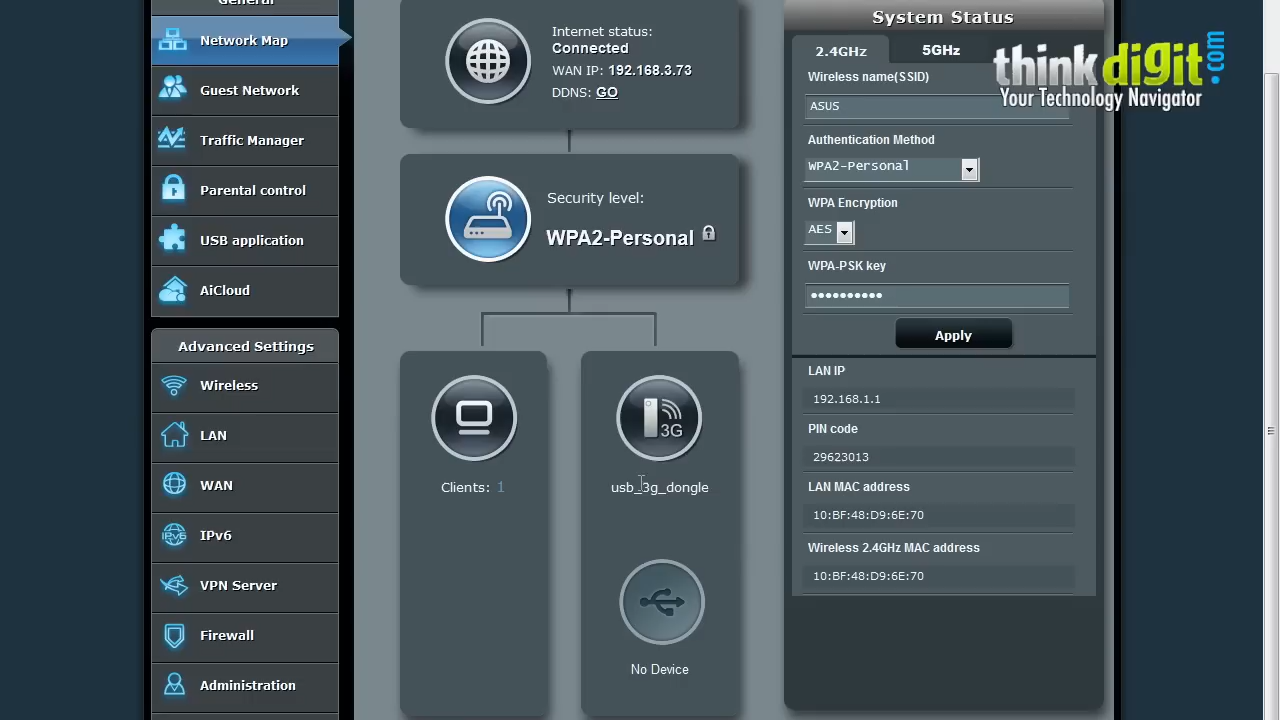 General
Network Map
Guest Network
Traffic Manager
Parental control
USB application
AiCloud
Advanced Settings
Wireless
LAN
WAN
IPv6
VPN Server
Firewall
Administration
Internet status:
Connected
WAN IP: 192.168.3.73
DDNS: GO
Security level:
WPA2-Personal
Clients: 1
3G
usb_3g_dongle
No Device
System Status
2.4GHz
5GHz
Wireless name(SSID)
ASUS
Authentication Method
WPA2-Personal
WPA Encryption
AES
WPA-PSK key
••••••••••
Apply
LAN IP
192.168.1.1
PIN code
29623013
LAN MAC address
10:BF:48:D9:6E:70
Wireless 2.4GHz MAC address
10:BF:48:D9:6E:70
thinkdigit.com
Your Technology Navigator